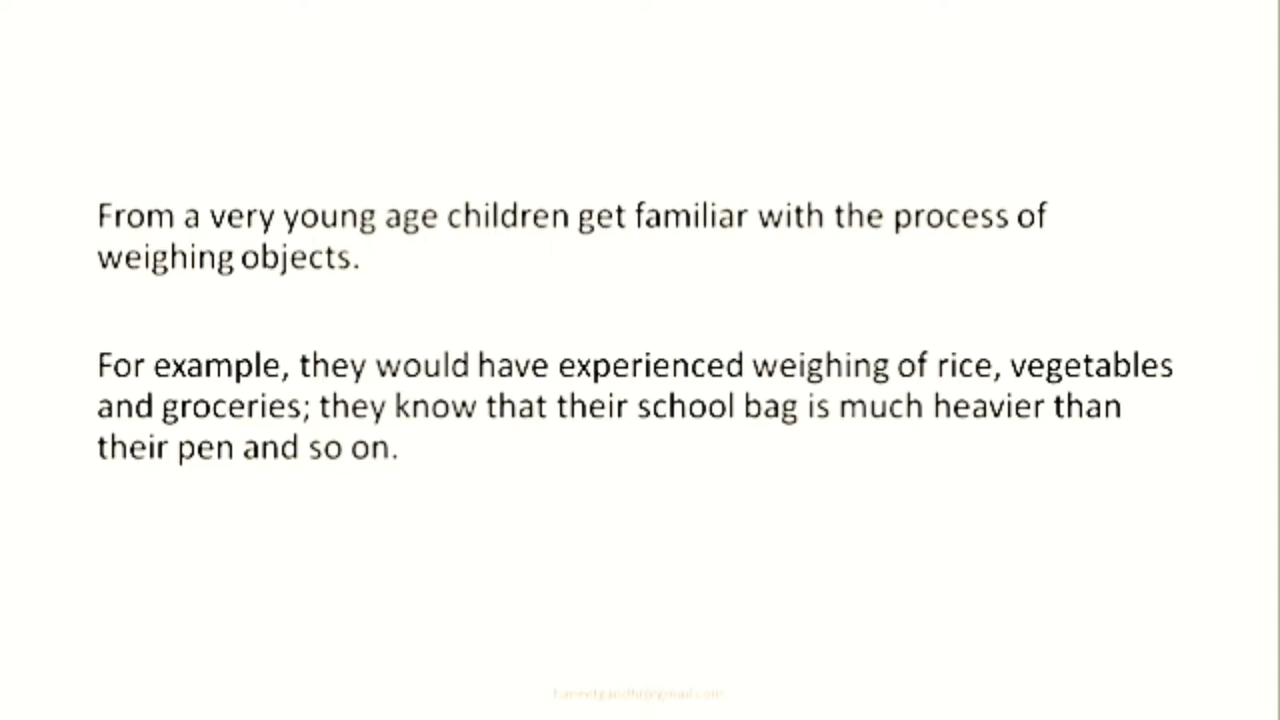 From a very young age children get familiar with the process of
weighing objects.
For example, they would have experienced weighing of rice, vegetables
and groceries; they know that their school bag is much heavier than
their pen and so on.